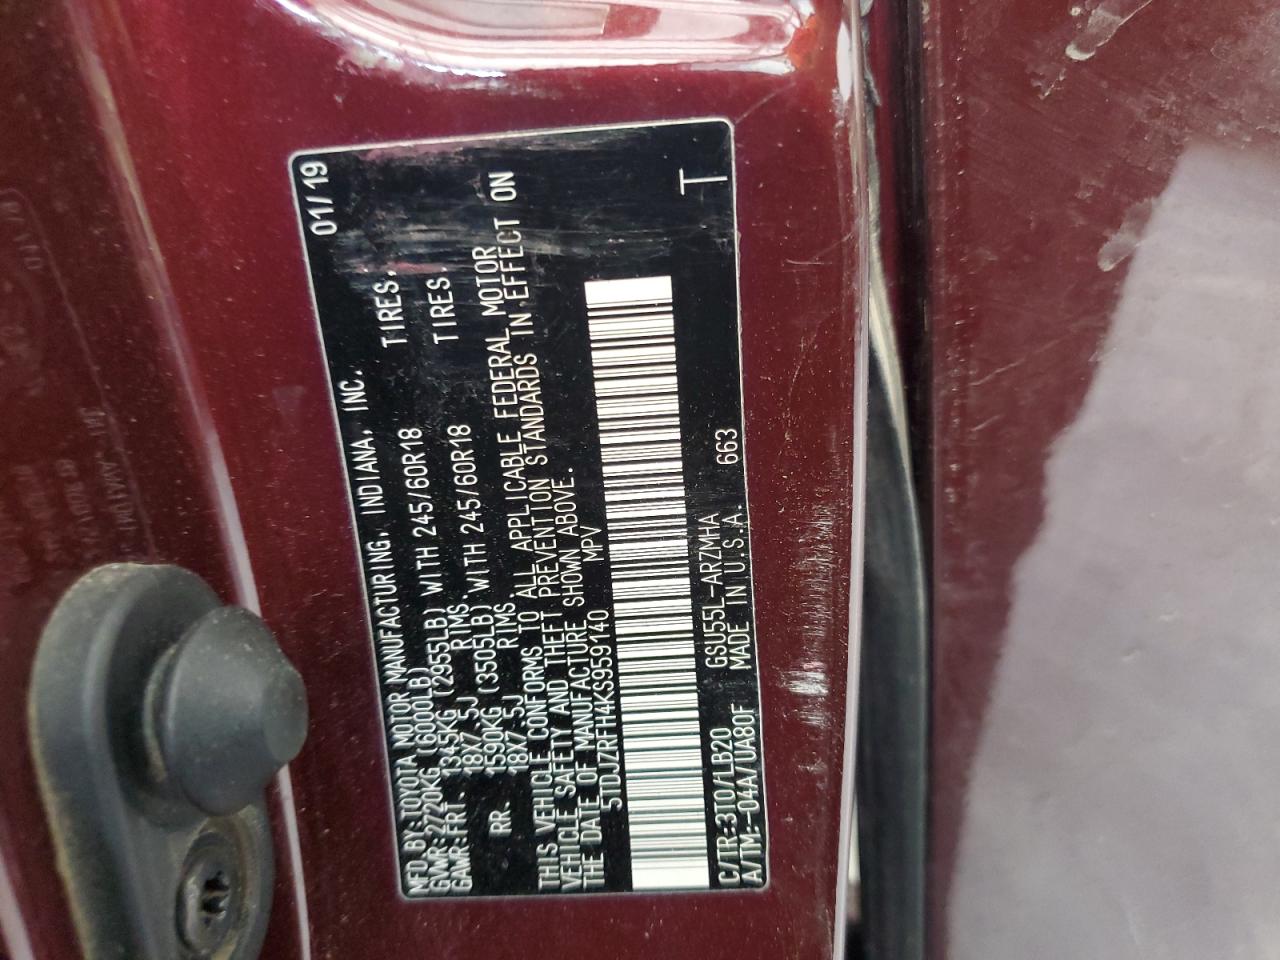 MFD. BY: TOYOTA MOTOR MANUFACTURING, INDIANA, INC. 01/19
GVWR: 2720KG (6000LB)
GAWR: FRT. 1345KG (2955LB) WITH 245/60R18 TIRES.
18X7.5J RIMS
RR. 1590KG (3505LB) WITH 245/60R18 TIRES.
18X7.5J RIMS.
THIS VEHICLE CONFORMS TO ALL APPLICABLE FEDERAL MOTOR
VEHICLE SAFETY AND THEFT PREVENTION STANDARDS IN EFFECT ON
THE DATE OF MANUFACTURE SHOWN ABOVE.
5TDJZRFH4KS959140 MPV
C/TR:3T0/LB20 GSU55L-ARZMHA 663 T
A/TM:-04A/UA80F MADE IN U.S.A.